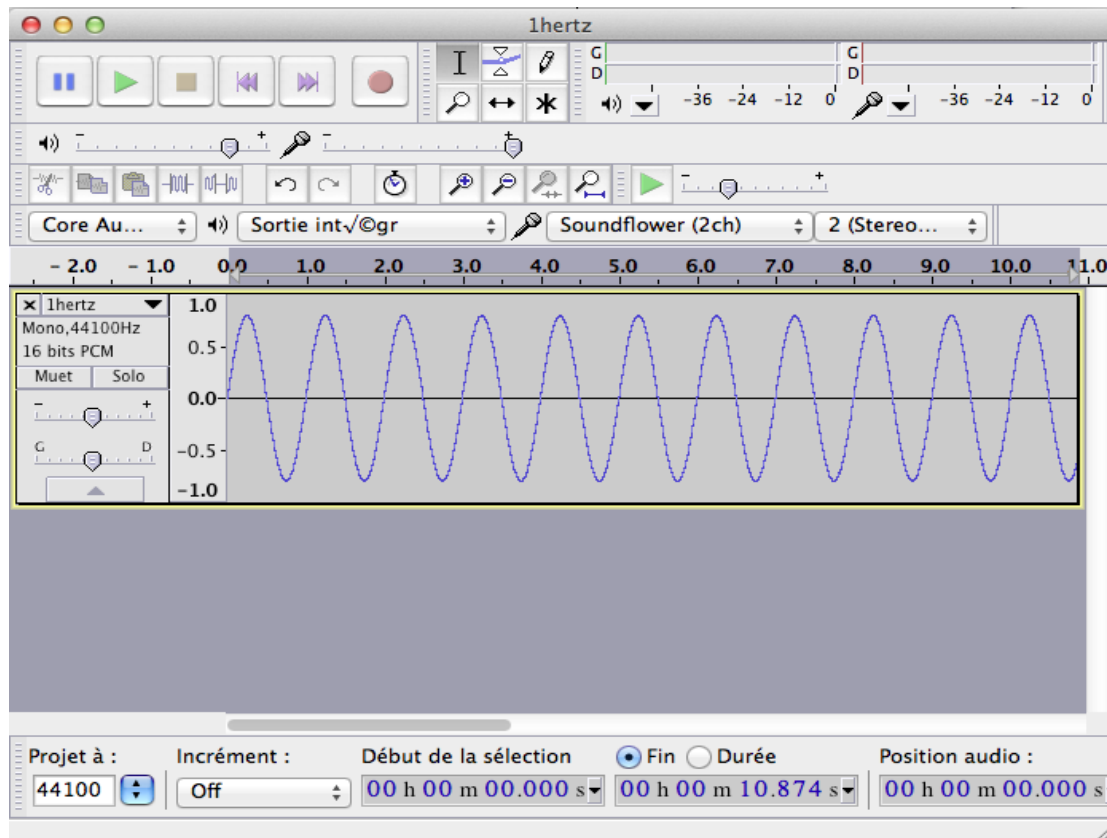 1hertz
G
D
-36 -24 -12 0
G
D
-36 -24 -12 0
- +
- +
- +
Core Au...
Sortie int√©gr
Soundflower (2ch)
2 (Stereo...
- 2.0 - 1.0 0.0 1.0 2.0 3.0 4.0 5.0 6.0 7.0 8.0 9.0 10.0 11.0
1hertz
Mono,44100Hz
16 bits PCM
Muet Solo
- +
G D
1.0
0.5
0.0
-0.5
-1.0
Projet à : Incrément : Début de la sélection Fin Durée Position audio :
44100 Off 00 h 00 m 00.000 s 00 h 00 m 10.874 s 00 h 00 m 00.000 s